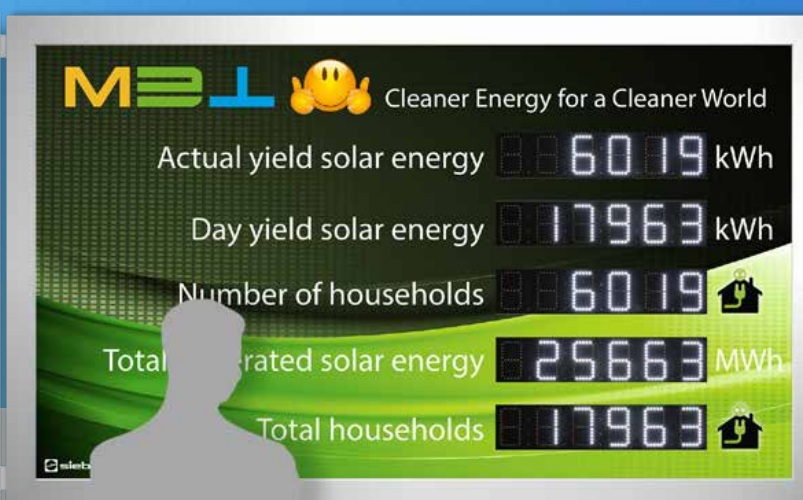 MET Cleaner Energy for a Cleaner World
Actual yield solar energy 6019 kWh
Day yield solar energy 17963 kWh
Number of households 6019
Total rated solar energy 25663 MWh
Total households 17963
sieb